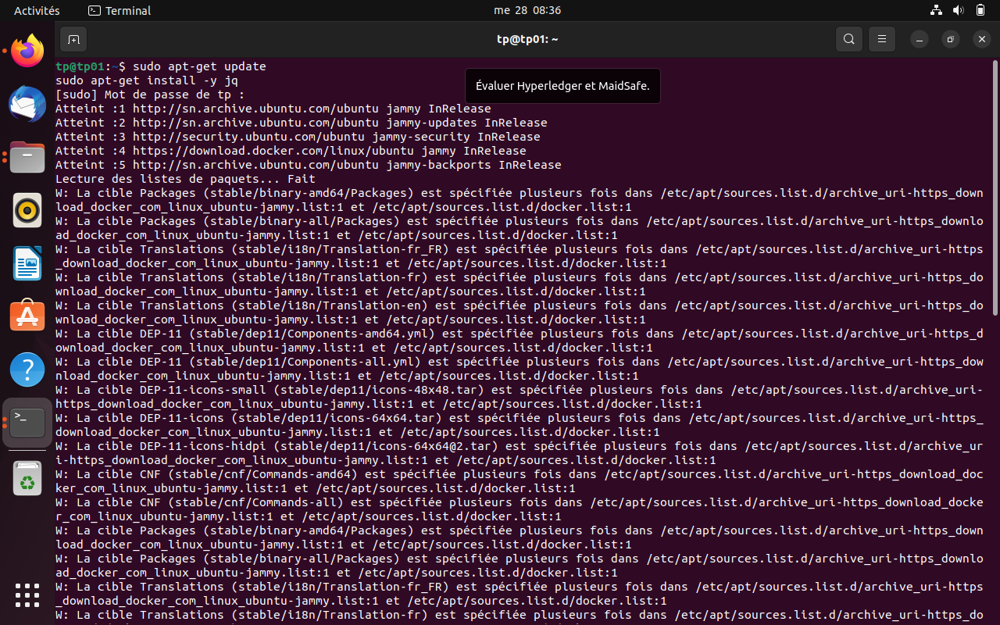 Activités
Terminal
me 28 08:36
tp@tp01: ~
tp@tp01:~$ sudo apt-get update
sudo apt-get install -y jq
Évaluer Hyperledger et MaidSafe.
[sudo] Mot de passe de tp :
Atteint :1 http://sn.archive.ubuntu.com/ubuntu jammy InRelease
Atteint :2 http://sn.archive.ubuntu.com/ubuntu jammy-updates InRelease
Atteint :3 http://security.ubuntu.com/ubuntu jammy-security InRelease
Atteint :4 https://download.docker.com/linux/ubuntu jammy InRelease
Atteint :5 http://sn.archive.ubuntu.com/ubuntu jammy-backports InRelease
Lecture des listes de paquets... Fait
W: La cible Packages (stable/binary-amd64/Packages) est spécifiée plusieurs fois dans /etc/apt/sources.list.d/archive_uri-https_down
load_docker_com_linux_ubuntu-jammy.list:1 et /etc/apt/sources.list.d/docker.list:1
W: La cible Packages (stable/binary-all/Packages) est spécifiée plusieurs fois dans /etc/apt/sources.list.d/archive_uri-https_downlo
ad_docker_com_linux_ubuntu-jammy.list:1 et /etc/apt/sources.list.d/docker.list:1
W: La cible Translations (stable/i18n/Translation-fr_FR) est spécifiée plusieurs fois dans /etc/apt/sources.list.d/archive_uri-https
_download_docker_com_linux_ubuntu-jammy.list:1 et /etc/apt/sources.list.d/docker.list:1
W: La cible Translations (stable/i18n/Translation-fr) est spécifiée plusieurs fois dans /etc/apt/sources.list.d/archive_uri-https_do
wnload_docker_com_linux_ubuntu-jammy.list:1 et /etc/apt/sources.list.d/docker.list:1
W: La cible Translations (stable/i18n/Translation-en) est spécifiée plusieurs fois dans /etc/apt/sources.list.d/archive_uri-https_do
wnload_docker_com_linux_ubuntu-jammy.list:1 et /etc/apt/sources.list.d/docker.list:1
W: La cible DEP-11 (stable/dep11/Components-amd64.yml) est spécifiée plusieurs fois dans /etc/apt/sources.list.d/archive_uri-https_d
ownload_docker_com_linux_ubuntu-jammy.list:1 et /etc/apt/sources.list.d/docker.list:1
W: La cible DEP-11 (stable/dep11/Components-all.yml) est spécifiée plusieurs fois dans /etc/apt/sources.list.d/archive_uri-https_dow
nload_docker_com_linux_ubuntu-jammy.list:1 et /etc/apt/sources.list.d/docker.list:1
W: La cible DEP-11-icons-small (stable/dep11/icons-48x48.tar) est spécifiée plusieurs fois dans /etc/apt/sources.list.d/archive_uri-
https_download_docker_com_linux_ubuntu-jammy.list:1 et /etc/apt/sources.list.d/docker.list:1
W: La cible DEP-11-icons (stable/dep11/icons-64x64.tar) est spécifiée plusieurs fois dans /etc/apt/sources.list.d/archive_uri-https_
download_docker_com_linux_ubuntu-jammy.list:1 et /etc/apt/sources.list.d/docker.list:1
W: La cible DEP-11-icons-hidpi (stable/dep11/icons-64x64@2.tar) est spécifiée plusieurs fois dans /etc/apt/sources.list.d/archive_ur
i-https_download_docker_com_linux_ubuntu-jammy.list:1 et /etc/apt/sources.list.d/docker.list:1
W: La cible CNF (stable/cnf/Commands-amd64) est spécifiée plusieurs fois dans /etc/apt/sources.list.d/archive_uri-https_download_doc
ker_com_linux_ubuntu-jammy.list:1 et /etc/apt/sources.list.d/docker.list:1
W: La cible CNF (stable/cnf/Commands-all) est spécifiée plusieurs fois dans /etc/apt/sources.list.d/archive_uri-https_download_docke
r_com_linux_ubuntu-jammy.list:1 et /etc/apt/sources.list.d/docker.list:1
W: La cible Packages (stable/binary-amd64/Packages) est spécifiée plusieurs fois dans /etc/apt/sources.list.d/archive_uri-https_down
load_docker_com_linux_ubuntu-jammy.list:1 et /etc/apt/sources.list.d/docker.list:1
W: La cible Packages (stable/binary-all/Packages) est spécifiée plusieurs fois dans /etc/apt/sources.list.d/archive_uri-https_downlo
ad_docker_com_linux_ubuntu-jammy.list:1 et /etc/apt/sources.list.d/docker.list:1
W: La cible Translations (stable/i18n/Translation-fr_FR) est spécifiée plusieurs fois dans /etc/apt/sources.list.d/archive_uri-https
_download_docker_com_linux_ubuntu-jammy.list:1 et /etc/apt/sources.list.d/docker.list:1
W: La cible Translations (stable/i18n/Translation-fr) est spécifiée plusieurs fois dans /etc/apt/sources.list.d/archive_uri-https_do